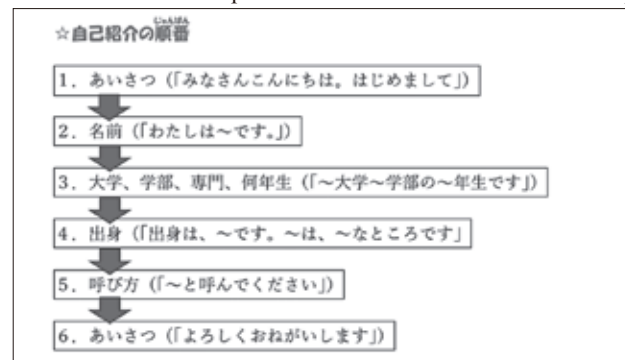 ☆自己紹介の順番
じゅんばん
1．あいさつ（「みなさんこんにちは。はじめまして」）
2．名前（「わたしは～です。」）
3．大学、学部、専門、何年生（「～大学～学部の～年生です」）
4．出身（「出身は、～です。～は、～なところです」
5．呼び方（「～と呼んでください」）
6．あいさつ（「よろしくおねがいします」）